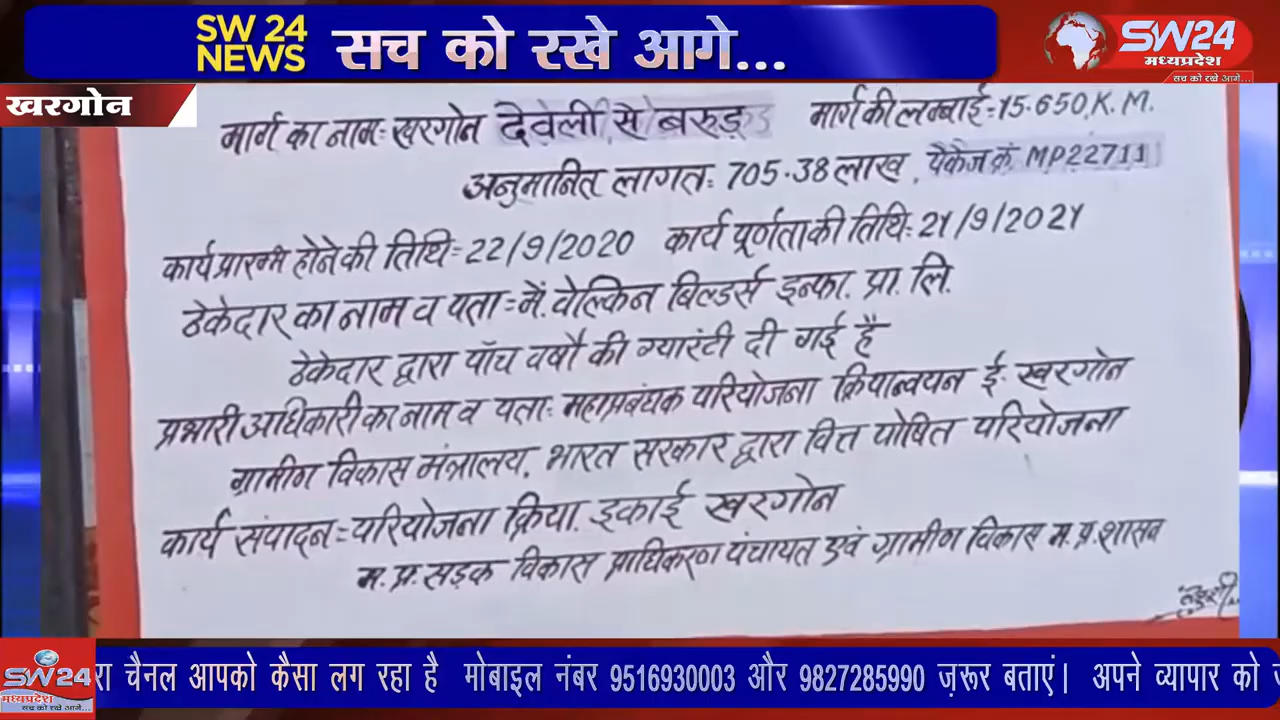 SW 24
NEWS
सच को रखे आगे...
SW24
मध्यप्रदेश
सच को रखे आगे...
खरगोन
मार्ग का नाम:- खरगोन देवली से बरुड़ मार्ग की लम्बाई:-15.650,K.M.
अनुमानित लागत: 705.38 लाख, पैकेज क्रं MP22711
कार्य प्रारम्भ होने की तिथि:-22/9/2020 कार्य पूर्णता की तिथि:-21/9/2021
ठेकेदार का नाम व पता:-में. वेल्किन बिल्डर्स इन्फा. प्रा. लि.
ठेकेदार द्वारा पाँच वर्षो की ग्यारंटी दी गई है
प्रभारी अधिकारी का नाम व पता:- महाप्रबंधक परियोजना क्रियान्वयन ई. खरगोन
ग्रामीण विकास मंत्रालय, भारत सरकार द्वारा वित्त पोषित परियोजना
कार्य संपादन:-परियोजना क्रिया. इकाई खरगोन
म.प्र. सड़क विकास प्राधिकरण पंचायत एवं ग्रामीण विकास म.प्र. शासन
SW24
मध्यप्रदेश
सच को रखे आगे...
रा चैनल आपको कैसा लग रहा है मोबाइल नंबर 9516930003 और 9827285990 ज़रूर बताएं। अपने व्यापार को